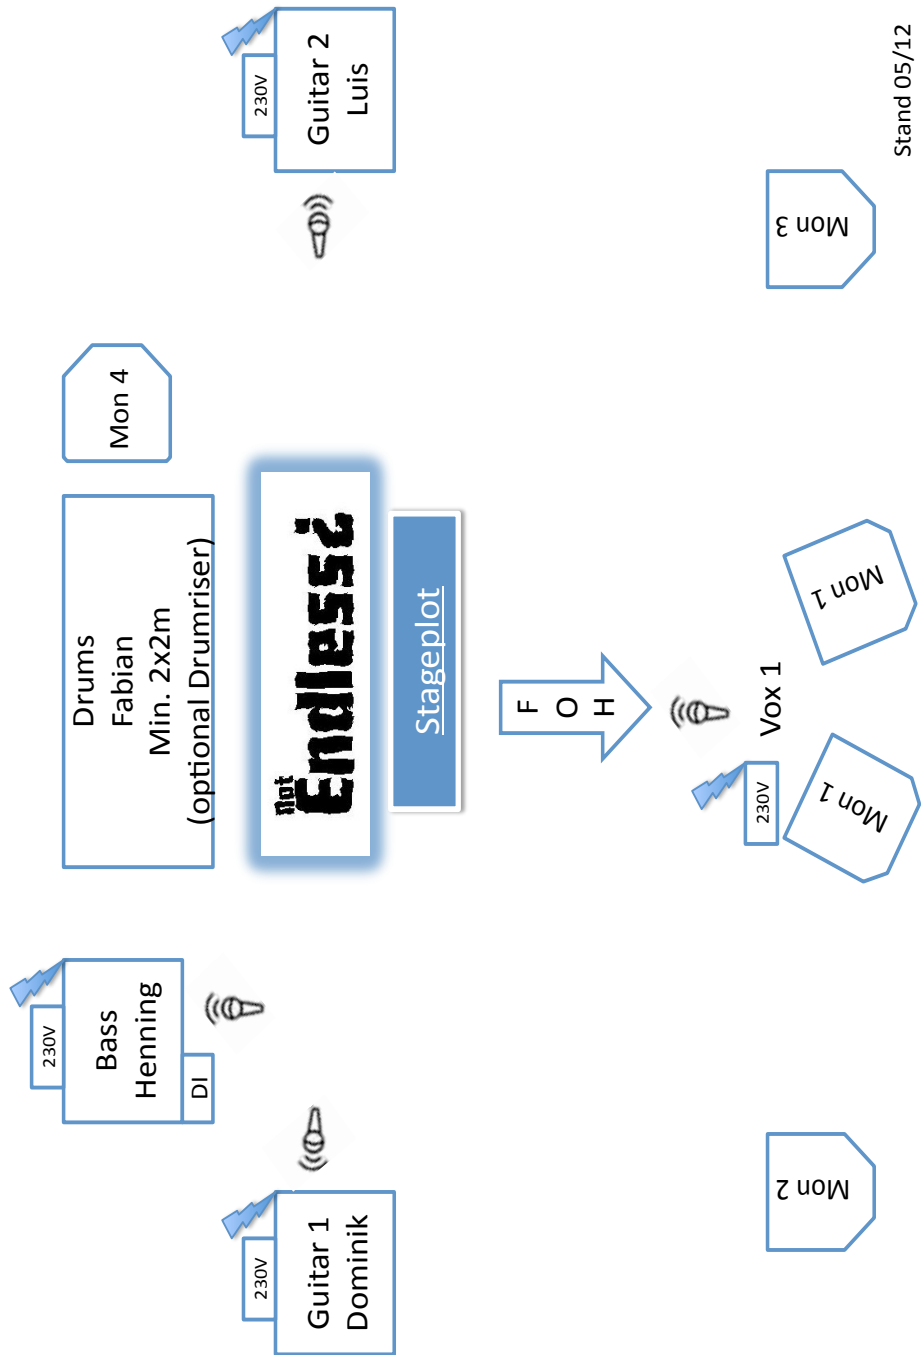 230V
Bass
Henning
DI
Drums
Fabian
Min. 2x2m
(optional Drumriser)
Mon 4
230V
Guitar 1
Dominik
not
Endless¿
230V
Guitar 2
Luis
Stageplot
F
O
H
230V
Vox 1
Mon 2
Mon 1
Mon 1
Mon 3
Stand 05/12